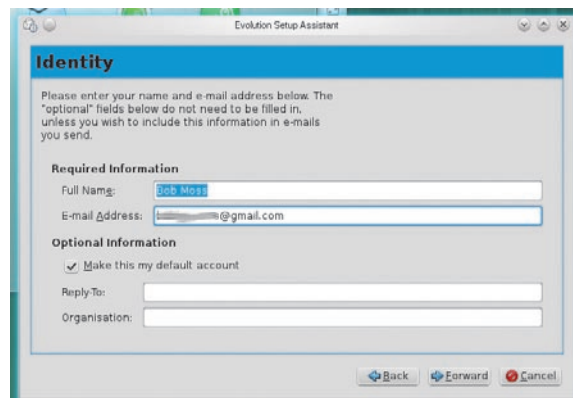 Evolution Setup Assistant
Identity
Please enter your name and e-mail address below. The
"optional" fields below do not need to be filled in,
unless you wish to include this information in e-mails
you send.
Required Information
Full Name: Bob Moss
E-mail Address: @gmail.com
Optional Information
Make this my default account
Reply-To:
Organisation:
Back Forward Cancel